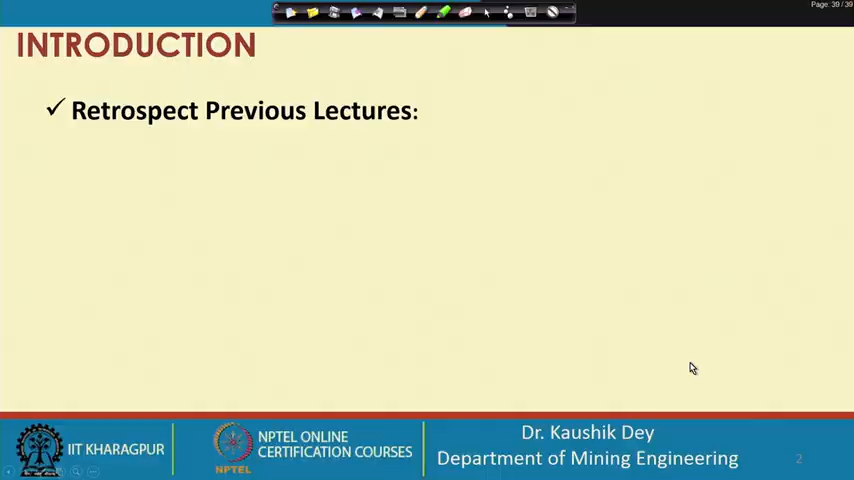 Page: 39 / 39
INTRODUCTION
✓ Retrospect Previous Lectures:
IIT KHARAGPUR
NPTEL
NPTEL ONLINE
CERTIFICATION COURSES
Dr. Kaushik Dey
Department of Mining Engineering
2